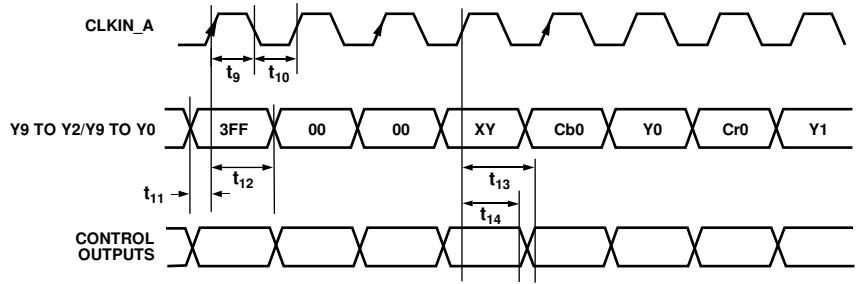 CLKIN_A
t9 t10
Y9 TO Y2/Y9 TO Y0 3FF 00 00 XY Cb0 Y0 Cr0 Y1
t12 t13
t11
t14
CONTROL
OUTPUTS